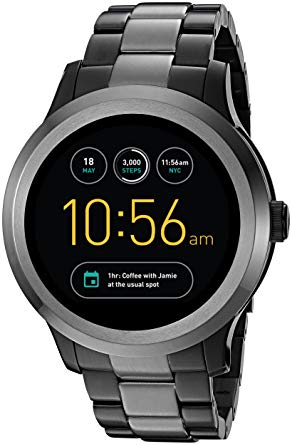 18
MAY
3,000
STEPS
11:56am
NYC
10:56am
1hr: Coffee with Jamie
at the usual spot